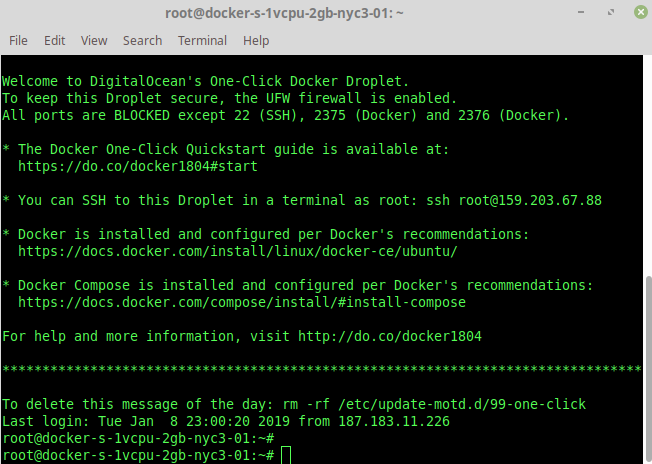 root@docker-s-1vcpu-2gb-nyc3-01: ~
File Edit View Search Terminal Help
Welcome to DigitalOcean's One-Click Docker Droplet.
To keep this Droplet secure, the UFW firewall is enabled.
All ports are BLOCKED except 22 (SSH), 2375 (Docker) and 2376 (Docker).
* The Docker One-Click Quickstart guide is available at:
https://do.co/docker1804#start
* You can SSH to this Droplet in a terminal as root: ssh root@159.203.67.88
* Docker is installed and configured per Docker's recommendations:
https://docs.docker.com/install/linux/docker-ce/ubuntu/
* Docker Compose is installed and configured per Docker's recommendations:
https://docs.docker.com/compose/install/#install-compose
For help and more information, visit http://do.co/docker1804
********************************************************************************
To delete this message of the day: rm -rf /etc/update-motd.d/99-one-click
Last login: Tue Jan  8 23:00:20 2019 from 187.183.11.226
root@docker-s-1vcpu-2gb-nyc3-01:~#
root@docker-s-1vcpu-2gb-nyc3-01:~#